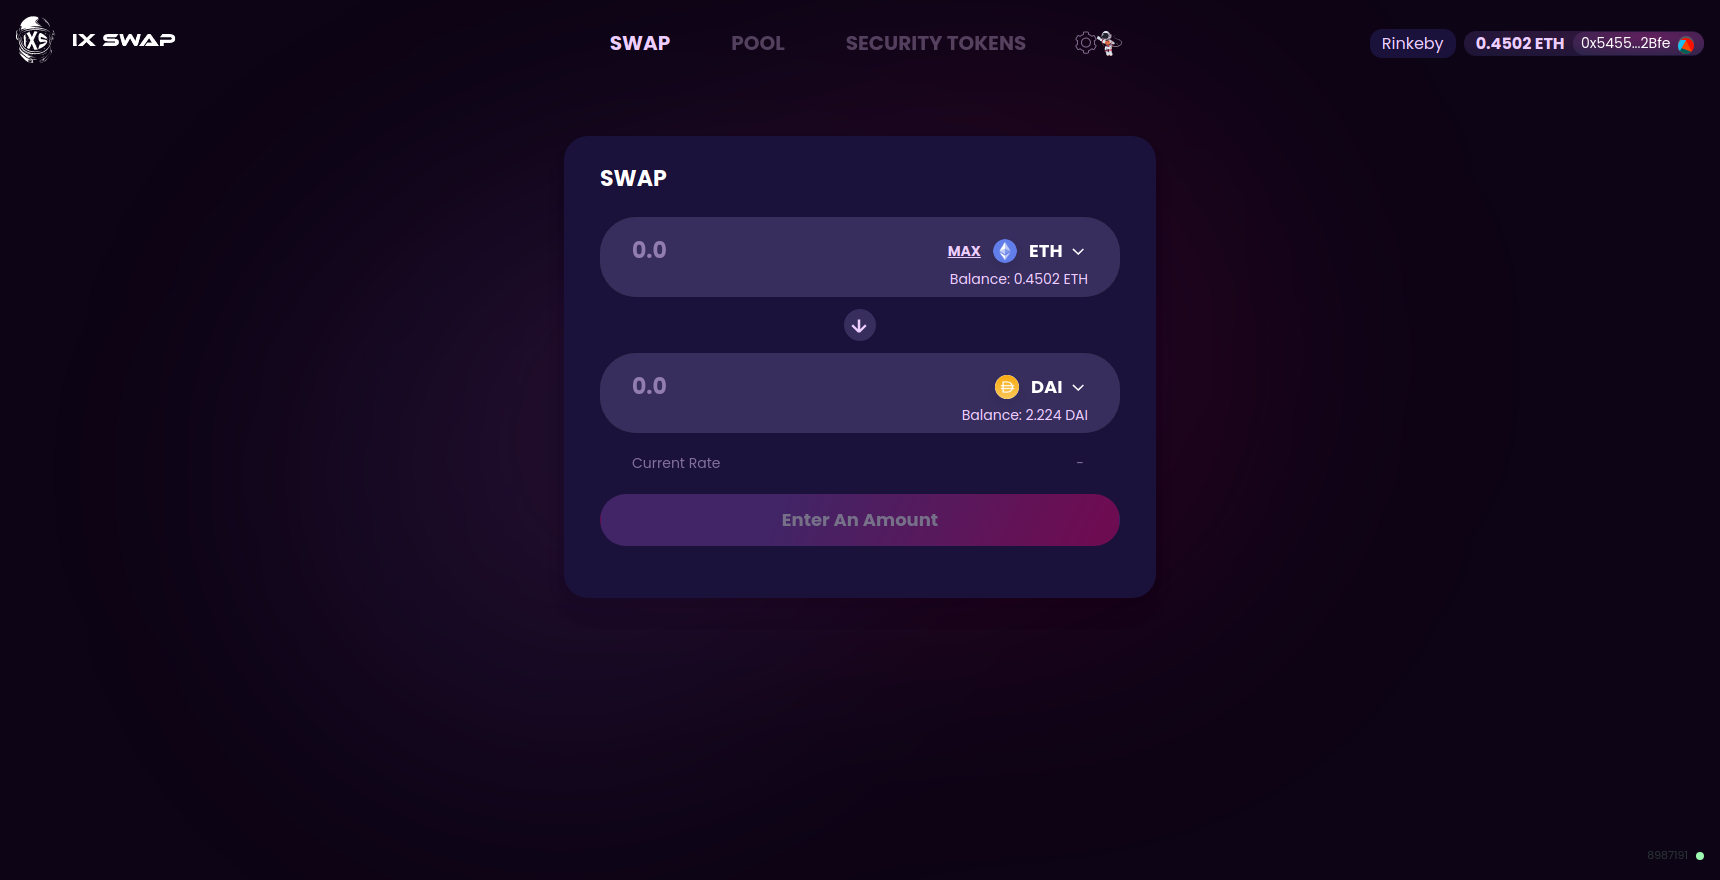 IXS
IX SWAP
SWAP
POOL
SECURITY TOKENS
Rinkeby
0.4502 ETH
0x5455...2Bfe
SWAP
0.0
MAX
ETH
Balance: 0.4502 ETH
0.0
DAI
Balance: 2.224 DAI
Current Rate
-
Enter An Amount
8987191